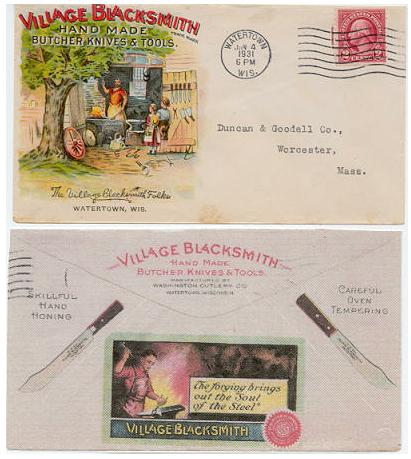 VILLAGE BLACKSMITH
HAND MADE
TRADE MARK
BUTCHER KNIVES & TOOLS.
WATERTOWN
JUN 4
1931
6 PM
WIS.
Duncan & Goodell Co.,
Worcester,
Mass.
The Village Blacksmith Folks
WATERTOWN, WIS.
VILLAGE BLACKSMITH
HAND MADE
BUTCHER KNIVES & TOOLS.
MANUFACTURED BY
WASHINGTON CUTLERY CO
WATERTOWN, WISCONSIN
SKILLFUL
HAND
HONING
CAREFUL
OVEN
TEMPERING
The forging brings
out the "Soul
of the Steel"
VILLAGE BLACKSMITH